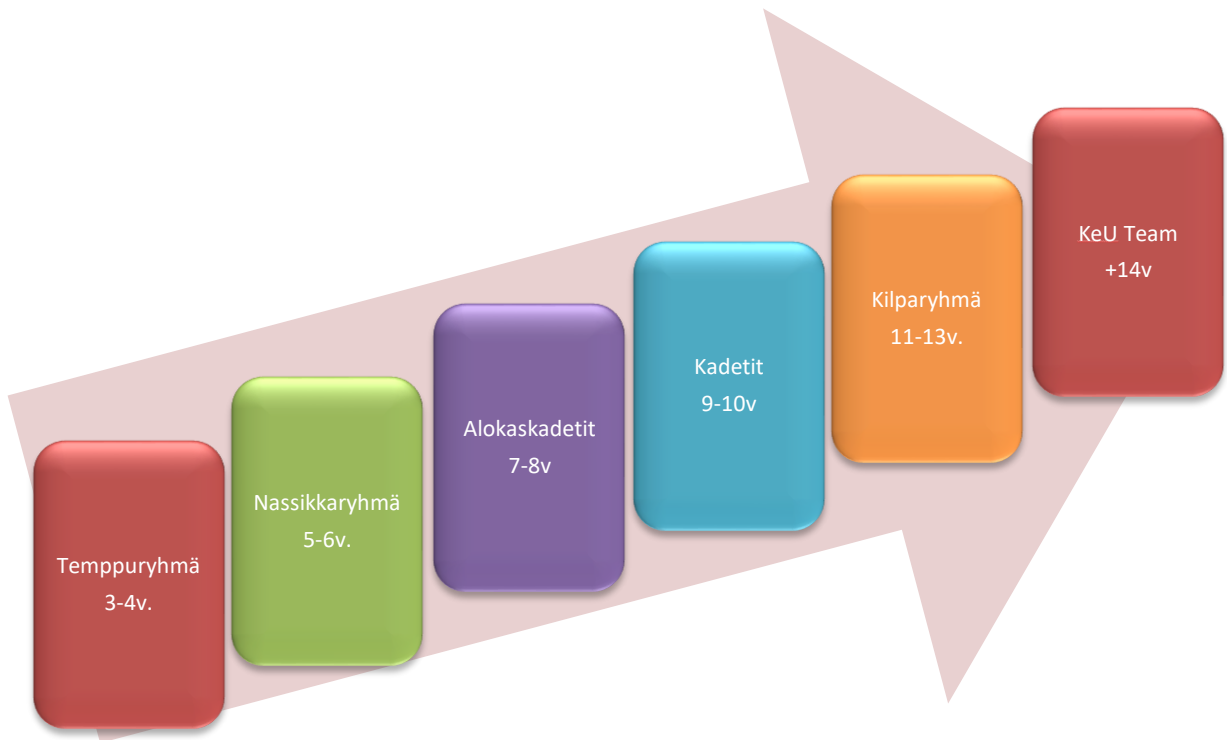 Temppuryhmä
3-4v.
Nassikkaryhmä
5-6v.
Alokaskadetit
7-8v
Kadetit
9-10v
Kilparyhmä
11-13v.
KeU Team
+14v